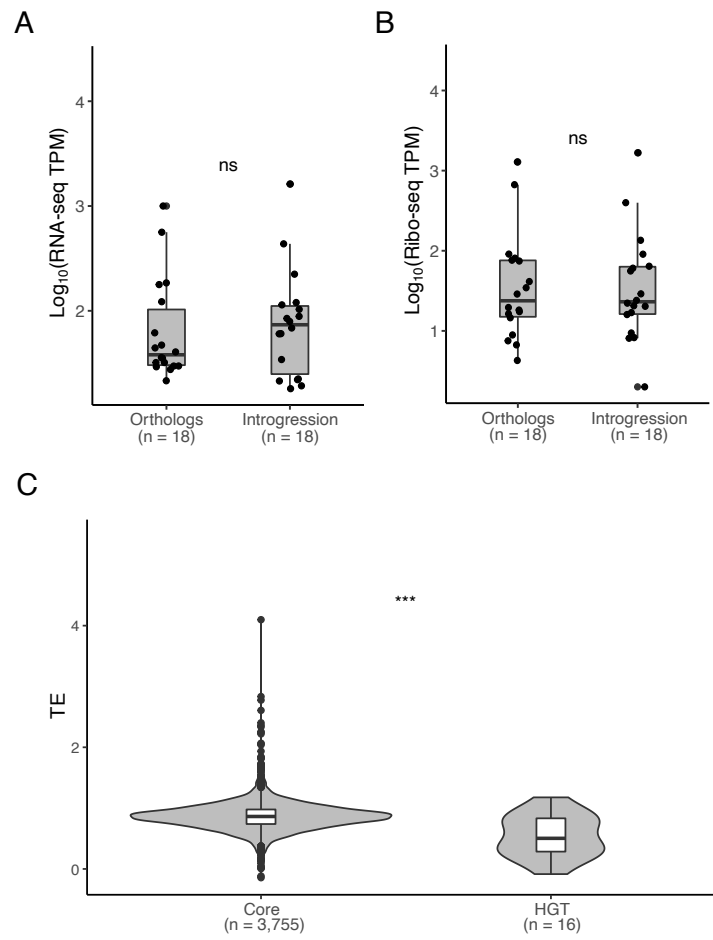 A
Log10(RNA-seq TPM)
4
3
2
ns
Orthologs
(n = 18)
Introgression
(n = 18)
B
Log10(Ribo-seq TPM)
4
3
2
1
ns
Orthologs
(n = 18)
Introgression
(n = 18)
C
TE
4
2
0
***
Core
(n = 3,755)
HGT
(n = 16)